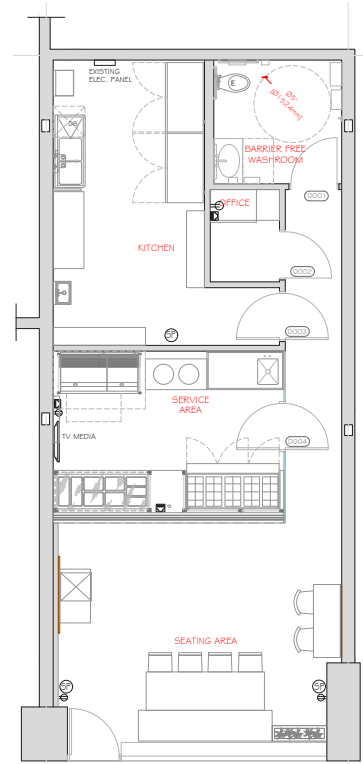 EXISTING
ELEC. PANEL
E
Ø5'
[Ø1524mm]
DB
BARRIER FREE
WASHROOM
D001
OFFICE
KITCHEN
D002
D003
SP
SERVICE
AREA
TV MEDIA
D004
SEATING AREA
SP
SP